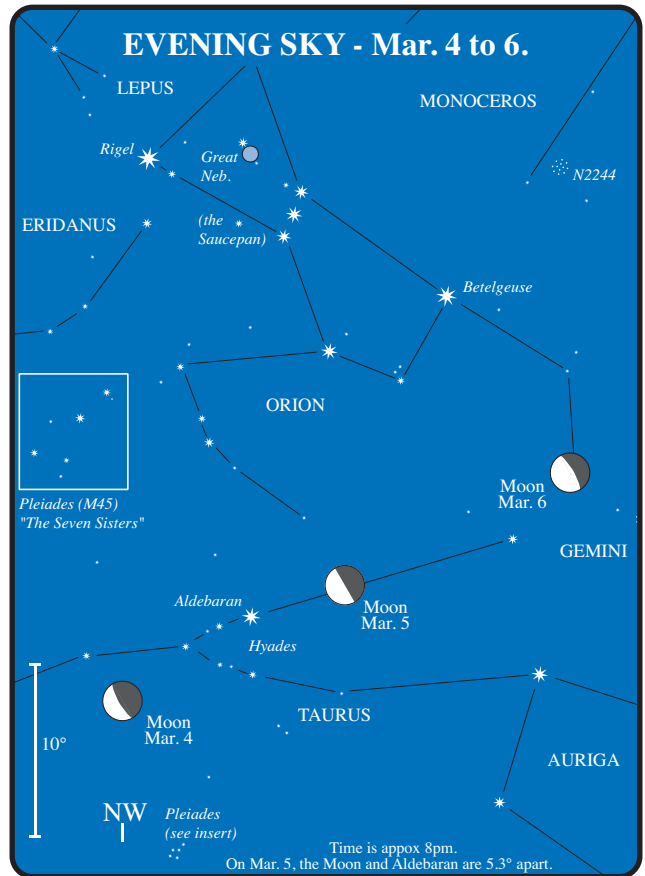 EVENING SKY - Mar. 4 to 6.
LEPUS
MONOCEROS
Rigel
Great
Neb.
N2244
ERIDANUS
(the
Saucepan)
Betelgeuse
ORION
Moon
Mar. 6
Pleiades (M45)
"The Seven Sisters"
GEMINI
Aldebaran
Moon
Mar. 5
Hyades
TAURUS
Moon
Mar. 4
10°
AURIGA
NW
Pleiades
(see insert)
Time is appox 8pm.
On Mar. 5, the Moon and Aldebaran are 5.3° apart.